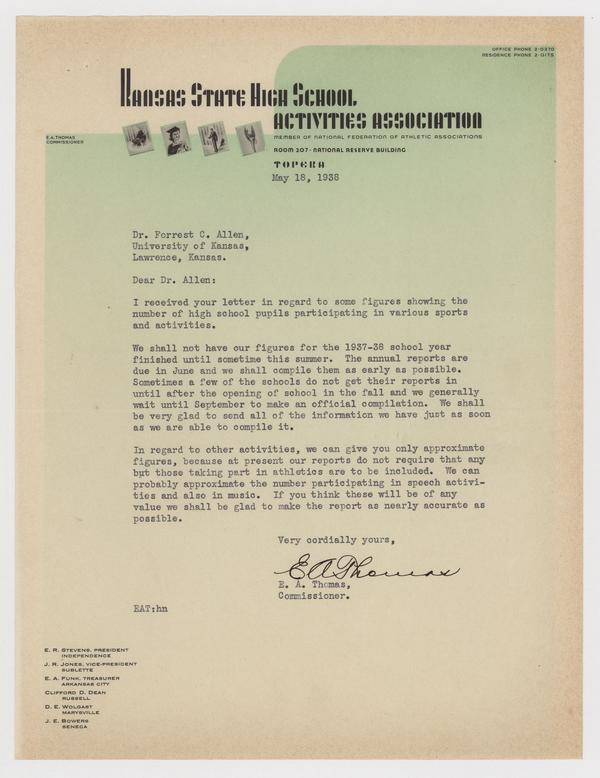 OFFICE PHONE 2-0370
RESIDENCE PHONE 2-0175
KANSAS STATE HIGH SCHOOL
ACTIVITIES ASSOCIATION
MEMBER OF NATIONAL FEDERATION OF ATHLETIC ASSOCIATIONS
E.A.THOMAS
COMMISSIONER
ROOM 207 · NATIONAL RESERVE BUILDING
TOPEKA
May 18, 1938
Dr. Forrest C. Allen,
University of Kansas,
Lawrence, Kansas.
Dear Dr. Allen:
I received your letter in regard to some figures showing the
number of high school pupils participating in various sports
and activities.
We shall not have our figures for the 1937-38 school year
finished until sometime this summer. The annual reports are
due in June and we shall compile them as early as possible.
Sometimes a few of the schools do not get their reports in
until after the opening of school in the fall and we generally
wait until September to make an official compilation. We shall
be very glad to send all of the information we have just as soon
as we are able to compile it.
In regard to other activities, we can give you only approximate
figures, because at present our reports do not require that any
but those taking part in athletics are to be included. We can
probably approximate the number participating in speech activi-
ties and also in music. If you think these will be of any
value we shall be glad to make the report as nearly accurate as
possible.
Very cordially yours,
E A Thomas
E. A. Thomas,
Commissioner.
EAT:hn
E. R. STEVENS, PRESIDENT
INDEPENDENCE
J. R. JONES, VICE-PRESIDENT
SUBLETTE
E. A. FUNK, TREASURER
ARKANSAS CITY
CLIFFORD D. DEAN
RUSSELL
D. E. WOLGAST
MARYSVILLE
J. E. BOWERS
SENECA